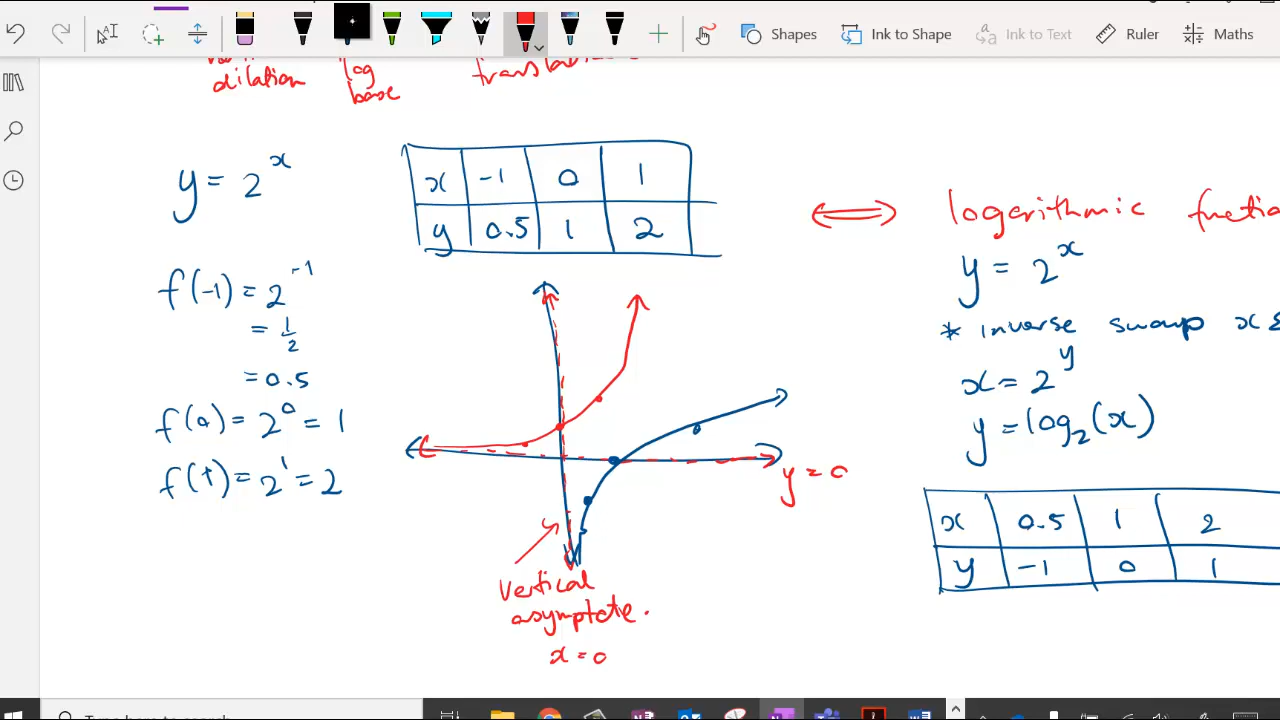 Shapes Ink to Shape Ink to Text Ruler Maths
dilation log base
y = 2^x
x -1 0 1
y 0.5 1 2
f(-1) = 2^-1
= 1/2
= 0.5
f(0) = 2^0 = 1
f(1) = 2^1 = 2
y = 0
vertical
asymptote.
x = 0
⟺ logarithmic
y = 2^x
* inverse swap x
x = 2^y
y = log₂(x)
x 0.5 1 2
y -1 0 1